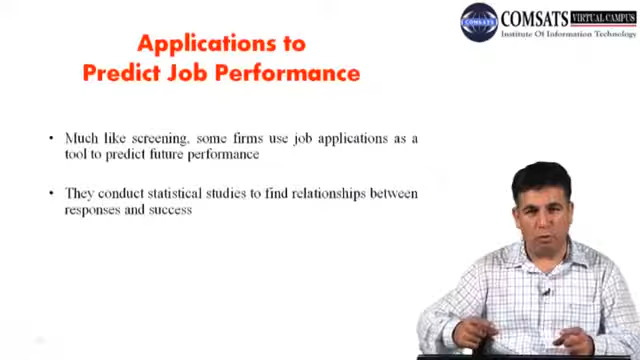 COMSATS VIRTUAL CAMPUS
Institute Of Information Technology
Applications to
Predict Job Performance
• Much like screening, some firms use job applications as a
tool to predict future performance
• They conduct statistical studies to find relationships between
responses and success
COMSATS